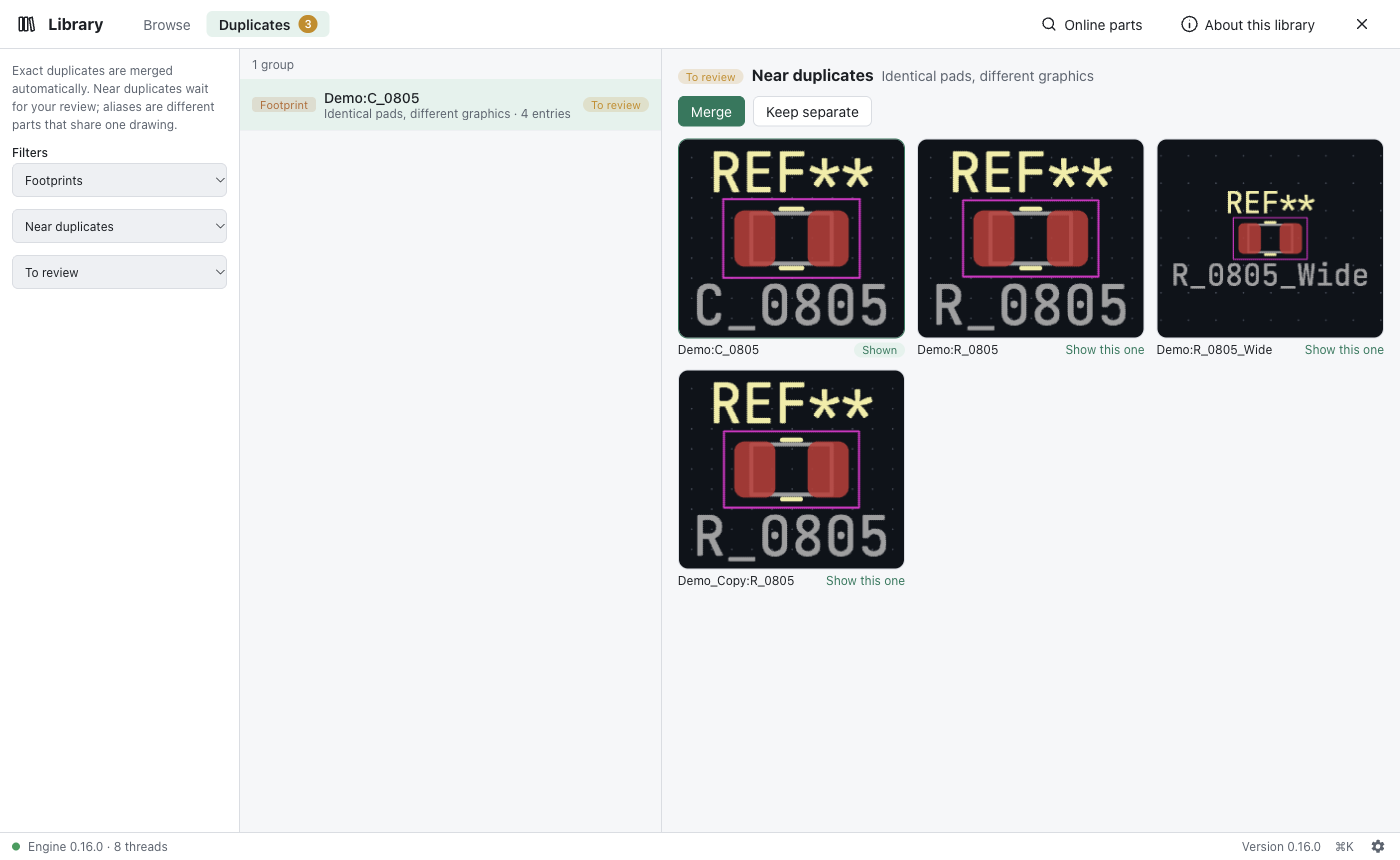 Library
Browse
Duplicates 3
Online parts
About this library
Exact duplicates are merged
automatically. Near duplicates wait
for your review; aliases are different
parts that share one drawing.
Filters
Footprints
Near duplicates
To review
1 group
Footprint
Demo:C_0805
Identical pads, different graphics · 4 entries
To review
To review
Near duplicates
Identical pads, different graphics
Merge
Keep separate
REF**
C_0805
Demo:C_0805
Shown
REF**
R_0805
Demo:R_0805
Show this one
REF**
R_0805_Wide
Demo:R_0805_Wide
Show this one
REF**
R_0805
Demo_Copy:R_0805
Show this one
Engine 0.16.0 · 8 threads
Version 0.16.0
⌘K